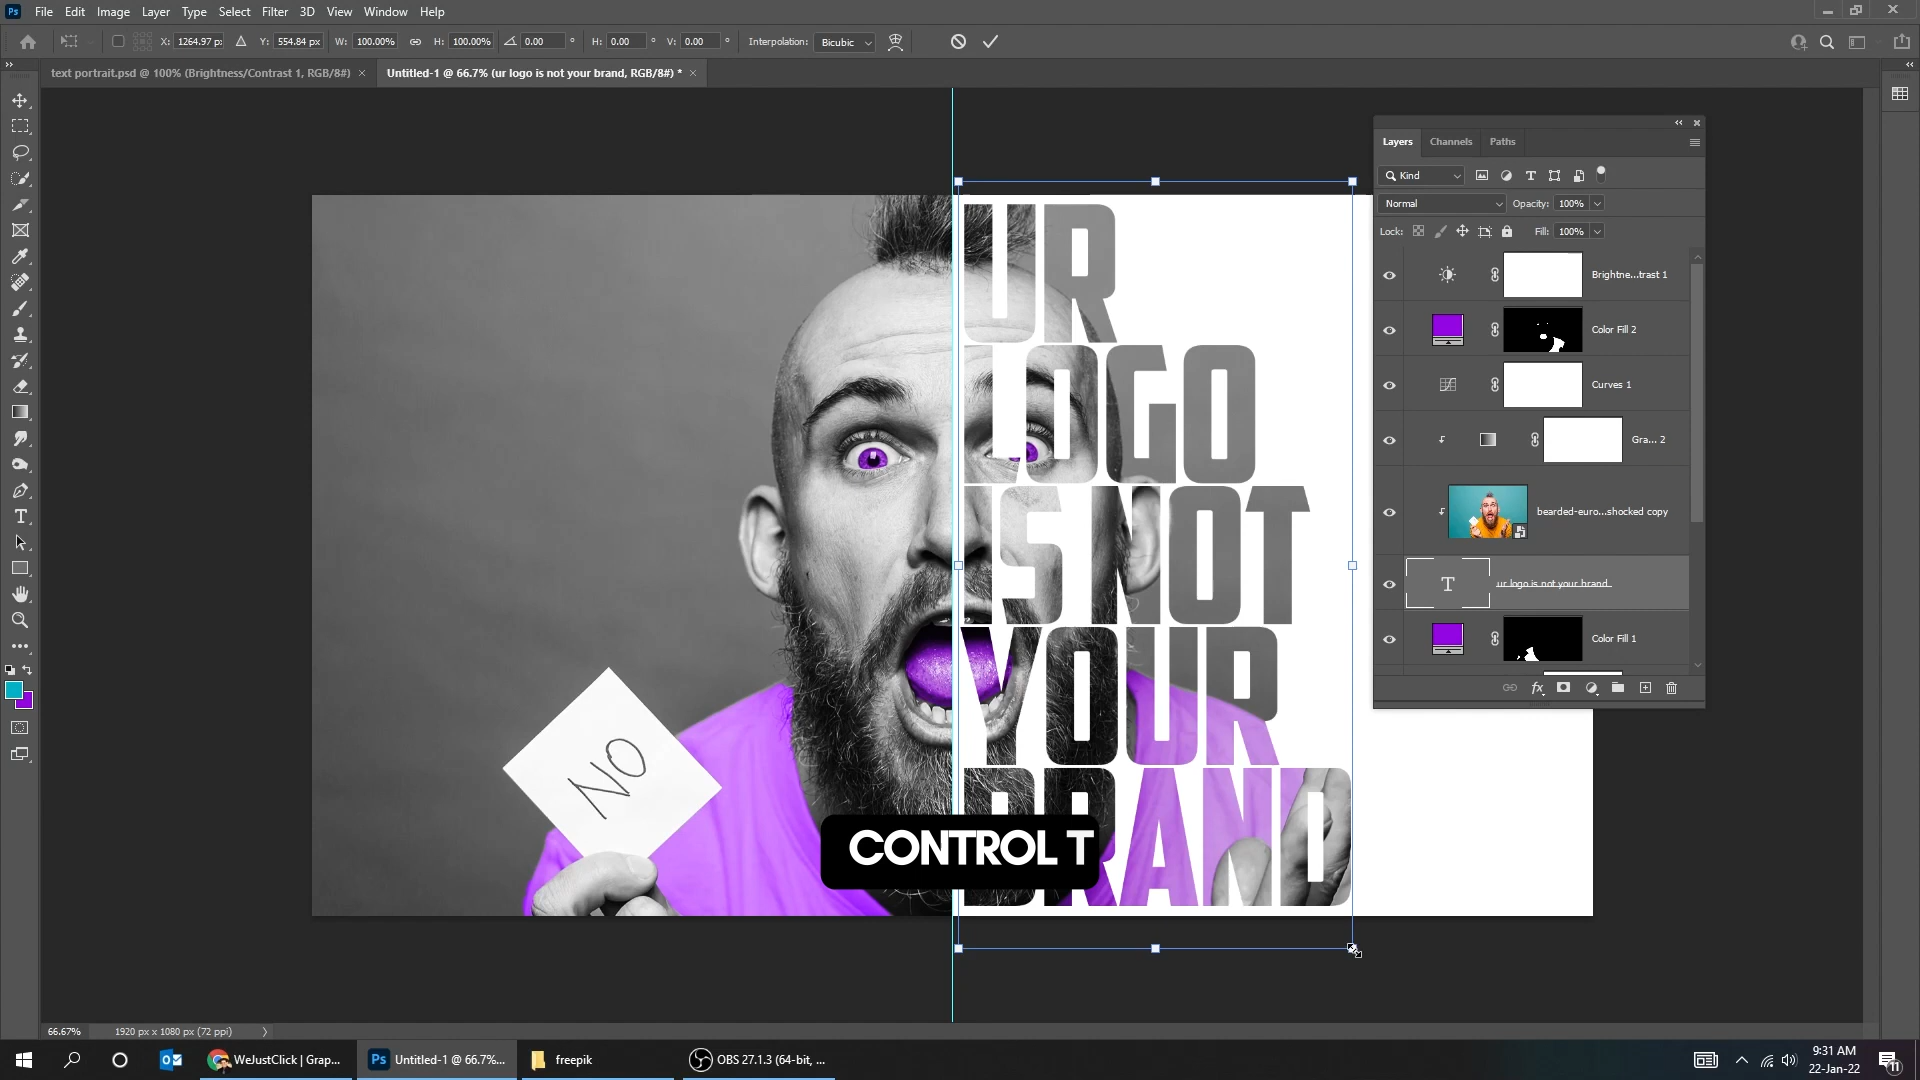 Ps File Edit Image Layer Type Select Filter 3D View Window Help
X: 1264.97 p: Y: 554.84 px W: 100.00% H: 100.00% 0.00 ° H: 0.00 ° V: 0.00 ° Interpolation: Bicubic
text portrait.psd @ 100% (Brightness/Contrast 1, RGB/8#) × Untitled-1 @ 66.7% (ur logo is not your brand, RGB/8#) * ×
UR
LOGO
IS NOT
YOUR
BRAND
NO
CONTROL T
Layers Channels Paths
Kind
Normal Opacity: 100%
Lock: Fill: 100%
Brightne...trast 1
Color Fill 2
Curves 1
Gra... 2
bearded-euro...shocked copy
T ur logo is not your brand
Color Fill 1
fx
66.67% 1920 px x 1080 px (72 ppi)
WeJustClick | Grap... Ps Untitled-1 @ 66.7%... freepik OBS 27.1.3 (64-bit, ...
9:31 AM
22-Jan-22
11